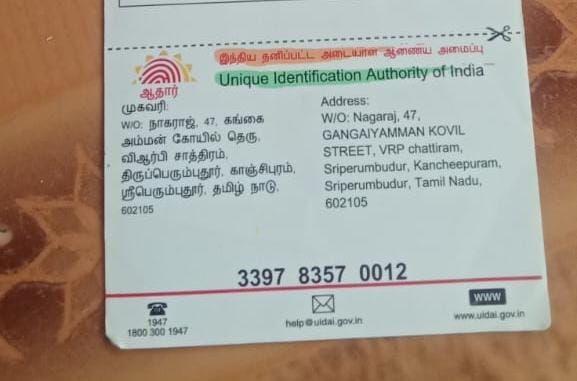 இந்திய தனிப்பட்ட அடையாள ஆணைய அமைப்பு
Unique Identification Authority of India
ஆதார்
முகவரி:
W/O: நாகராஜ், 47, கங்கை
அம்மன் கோயில் தெரு,
விஆர்பி சாத்திரம்,
திருப்பெரும்புதூர், காஞ்சிபுரம்,
ஸ்ரீபெரும்புதூர், தமிழ் நாடு,
602105
Address:
W/O: Nagaraj, 47,
GANGAIYAMMAN KOVIL
STREET, VRP chattiram,
Sriperumbudur, Kancheepuram,
Sriperumbudur, Tamil Nadu,
602105
3397 8357 0012
1947
1800 300 1947
help@uidai.gov.in
WWW
www.uidai.gov.in